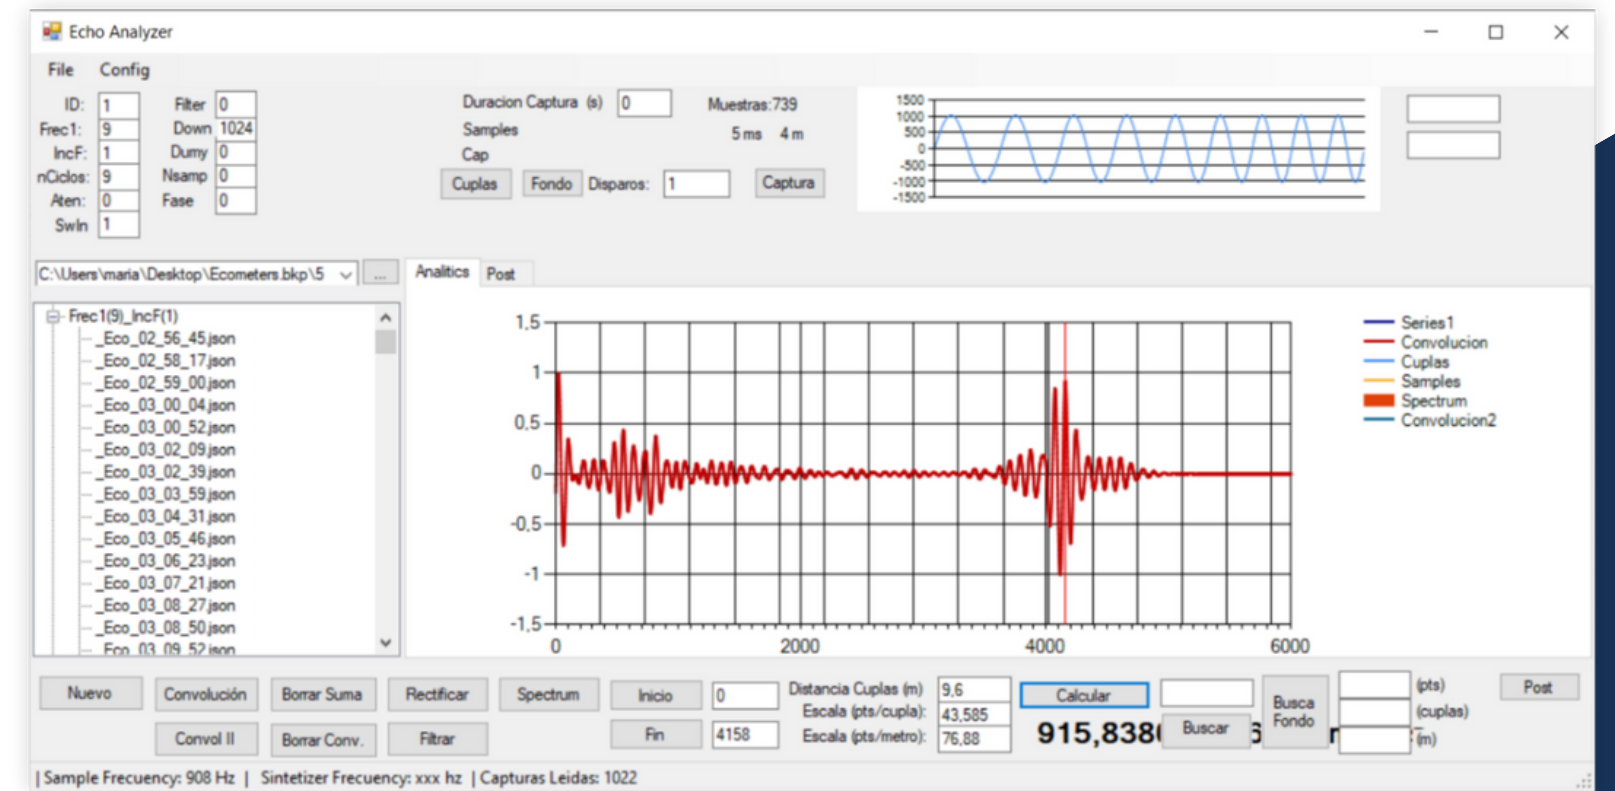 Echo Analyzer
File Config
ID: 1 Filter 0
Frec1: 9 Down 1024
IncF: 1 Dumy 0
nCiclos: 9 Nsamp 0
Aten: 0 Fase 0
SwIn 1
Duracion Captura (s) 0 Muestras:739
Samples 5 ms 4 m
Cap
Cuplas Fondo Disparos: 1 Captura
1500
1000
500
0
-500
-1000
-1500
C:\Users\maria\Desktop\Ecometers.bkp\5 ...
Frec1(9)_IncF(1)
_Eco_02_56_45.json
_Eco_02_58_17.json
_Eco_02_59_00.json
_Eco_03_00_04.json
_Eco_03_00_52.json
_Eco_03_02_09.json
_Eco_03_02_39.json
_Eco_03_03_59.json
_Eco_03_04_31.json
_Eco_03_05_46.json
_Eco_03_06_23.json
_Eco_03_07_21.json
_Eco_03_08_27.json
_Eco_03_08_50.json
_Eco_03_09_52.json
Analitics Post
1,5
1
0,5
0
-0,5
-1
-1,5
0 2000 4000 6000
Series1
Convolucion
Cuplas
Samples
Spectrum
Convolucion2
Nuevo Convolución Borrar Suma Rectificar Spectrum Inicio 0
Convol II Borrar Conv. Filtrar Fin 4158
Distancia Cuplas (m) 9,6
Escala (pts/cupla): 43,585
Escala (pts/metro): 76,88
Calcular
915,838
Buscar
Busca Fondo
(pts)
(cuplas)
(m)
Post
| Sample Frecuency: 908 Hz | Sintetizer Frecuency: xxx hz | Capturas Leidas: 1022